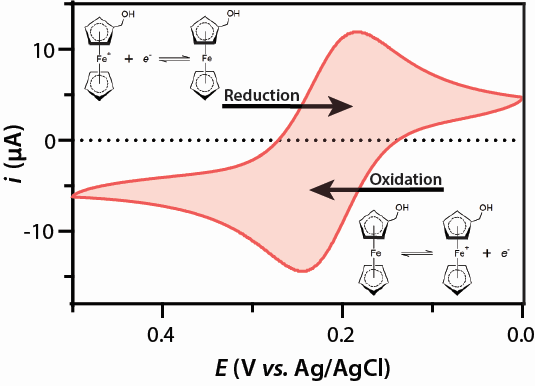 OH
OH
Fe+ + e- ⇌ Fe
Reduction
Oxidation
OH
OH
Fe ⇌ Fe+ + e-
10
0
-10
i (μA)
0.4
0.2
0.0
E (V vs. Ag/AgCl)